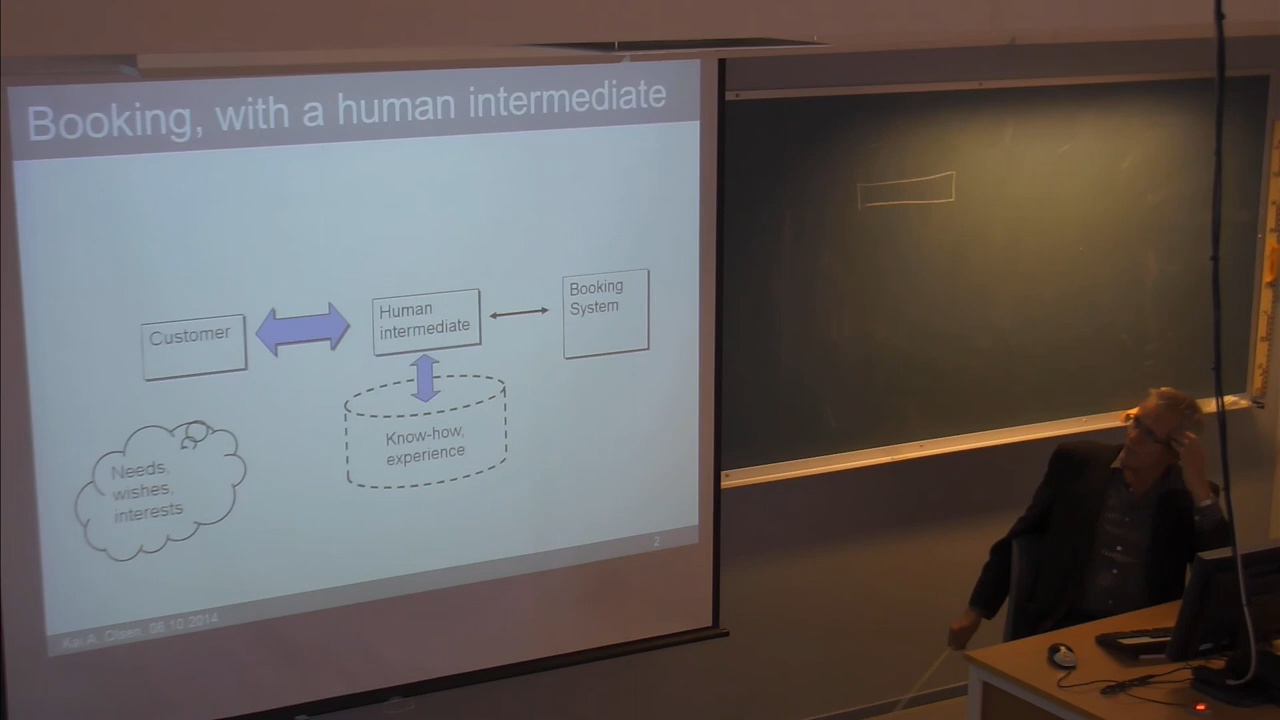 Booking, with a human intermediate
Customer
Human
intermediate
Booking
System
Know-how,
experience
Needs,
wishes,
interests
2
Kai A. Olsen, 06.10.2014